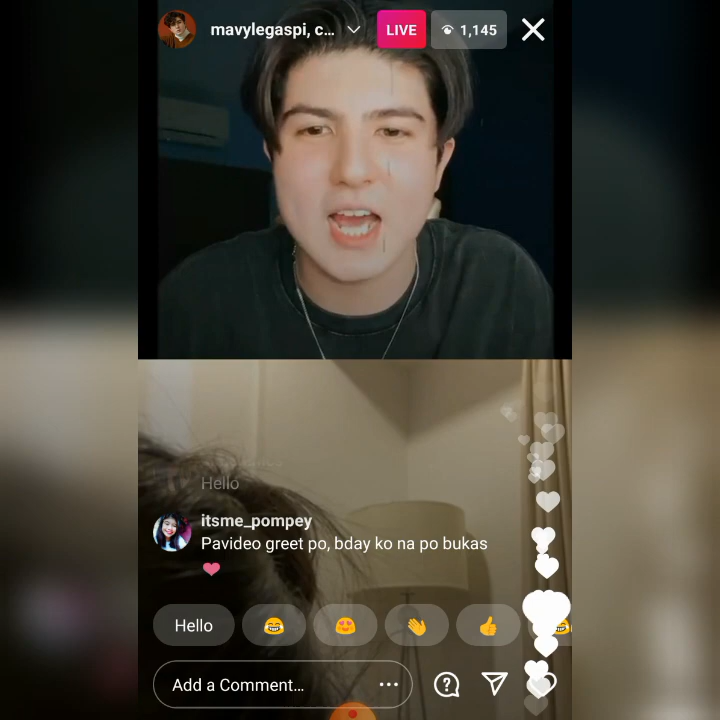 mavylegaspi, c...
LIVE
1,145
Hello
itsme_pompey
Pavideo greet po, bday ko na po bukas
Hello
Add a Comment...